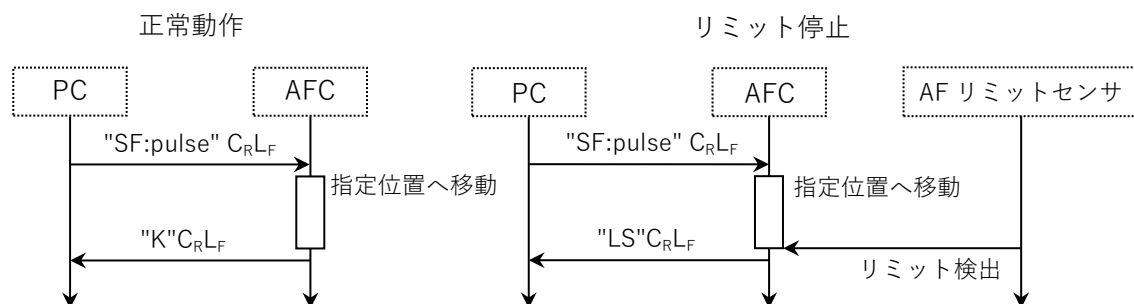 正常動作
PC
AFC
"SF:pulse" CRLF
指定位置へ移動
"K"CRLF
リミット停止
PC
AFC
AF リミットセンサ
"SF:pulse" CRLF
指定位置へ移動
"LS"CRLF
リミット検出